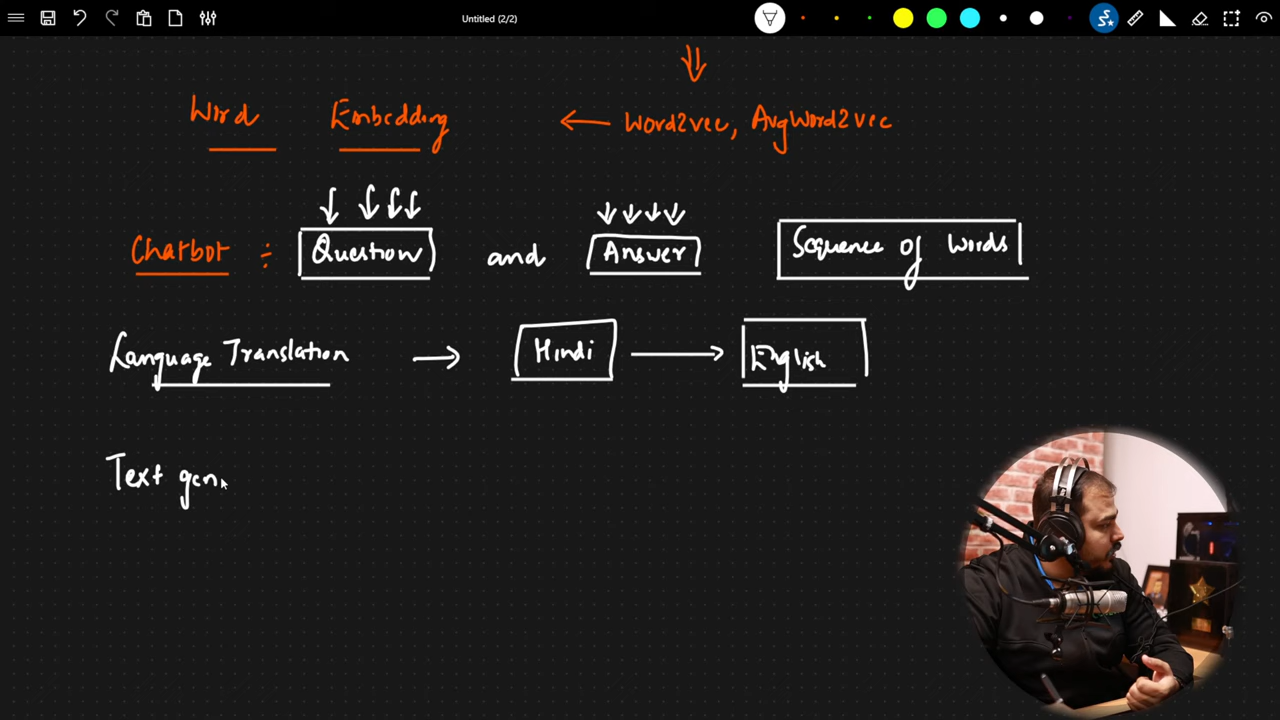 Untitled (2/2)
Word Embedding ← Word2vec, AvgWord2vec
Chatbot ÷ Question and Answer Sequence of words
Language Translation → Hindi → English
Text gen